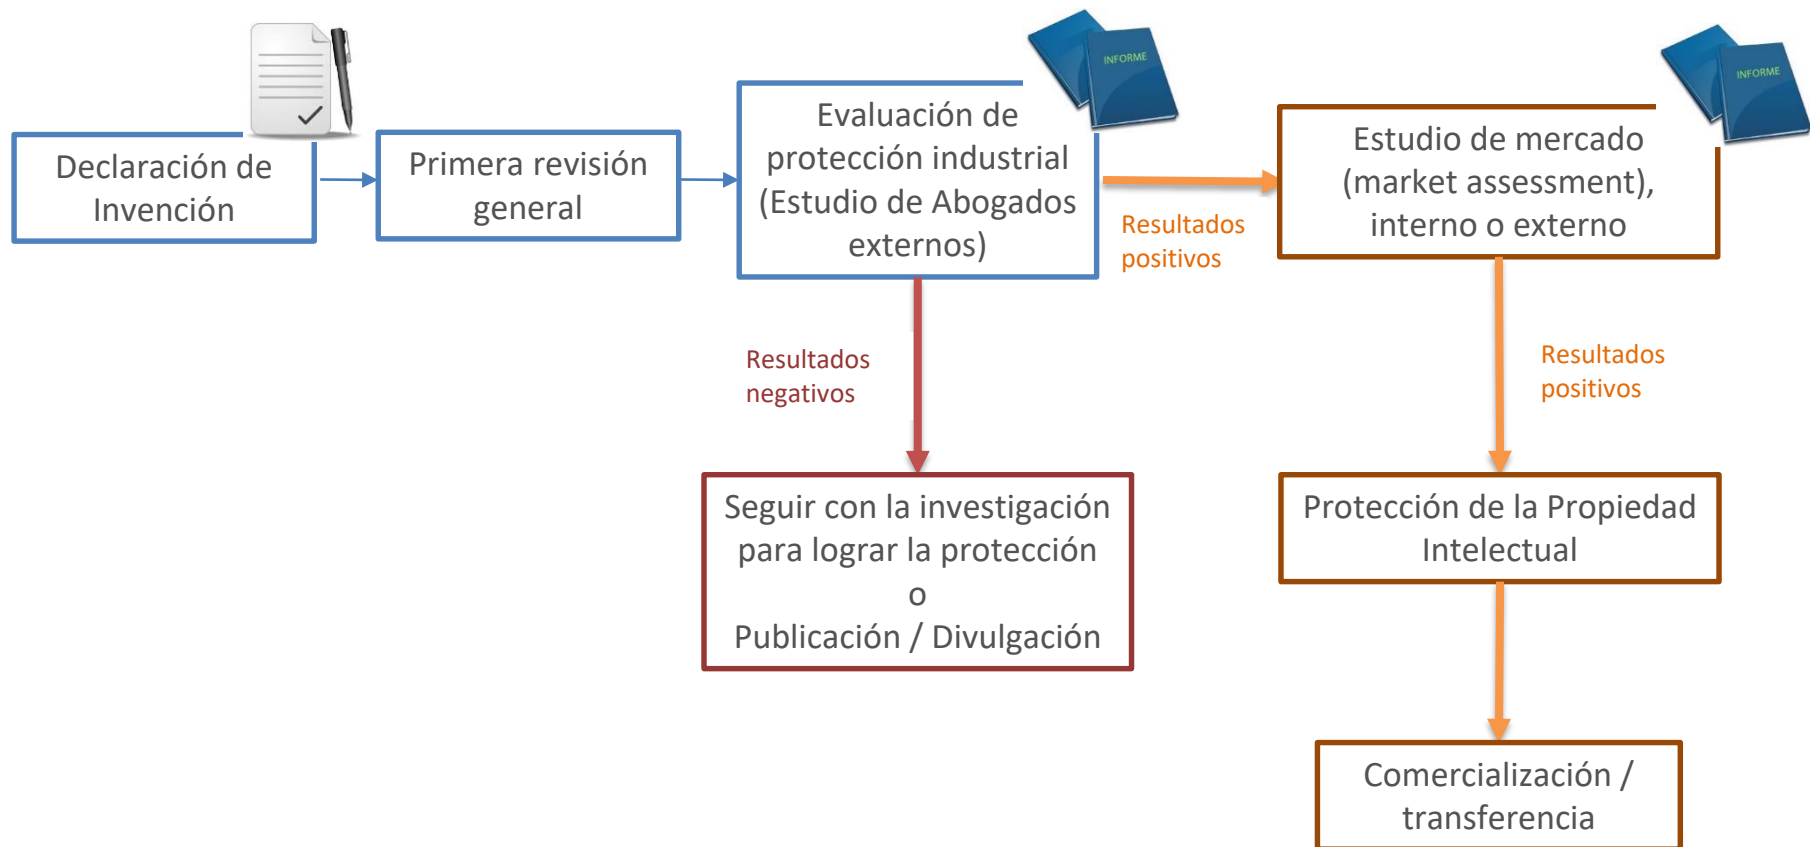 Declaración de
Invención
Primera revisión
general
INFORME
Evaluación de
protección industrial
(Estudio de Abogados
externos)
Resultados
positivos
INFORME
Estudio de mercado
(market assessment),
interno o externo
Resultados
negativos
Resultados
positivos
Seguir con la investigación
para lograr la protección
o
Publicación / Divulgación
Protección de la Propiedad
Intelectual
Comercialización /
transferencia